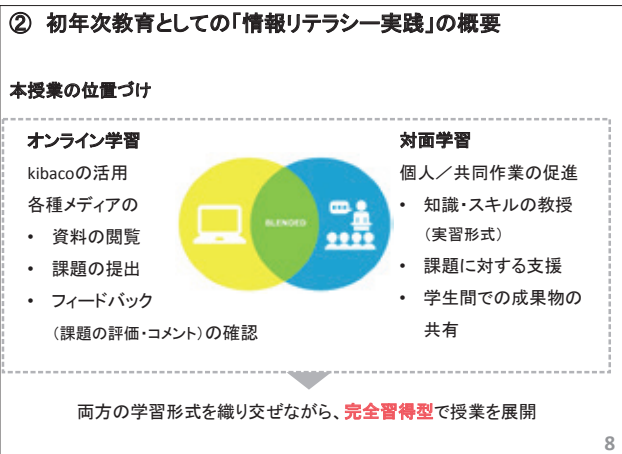 ② 初年次教育としての「情報リテラシー実践」の概要
本授業の位置づけ
オンライン学習
kibacoの活用
各種メディアの
• 資料の閲覧
• 課題の提出
• フィードバック
（課題の評価・コメント）の確認
BLENDED
対面学習
個人／共同作業の促進
• 知識・スキルの教授
（実習形式）
• 課題に対する支援
• 学生間での成果物の
共有
両方の学習形式を織り交ぜながら、完全習得型で授業を展開
8